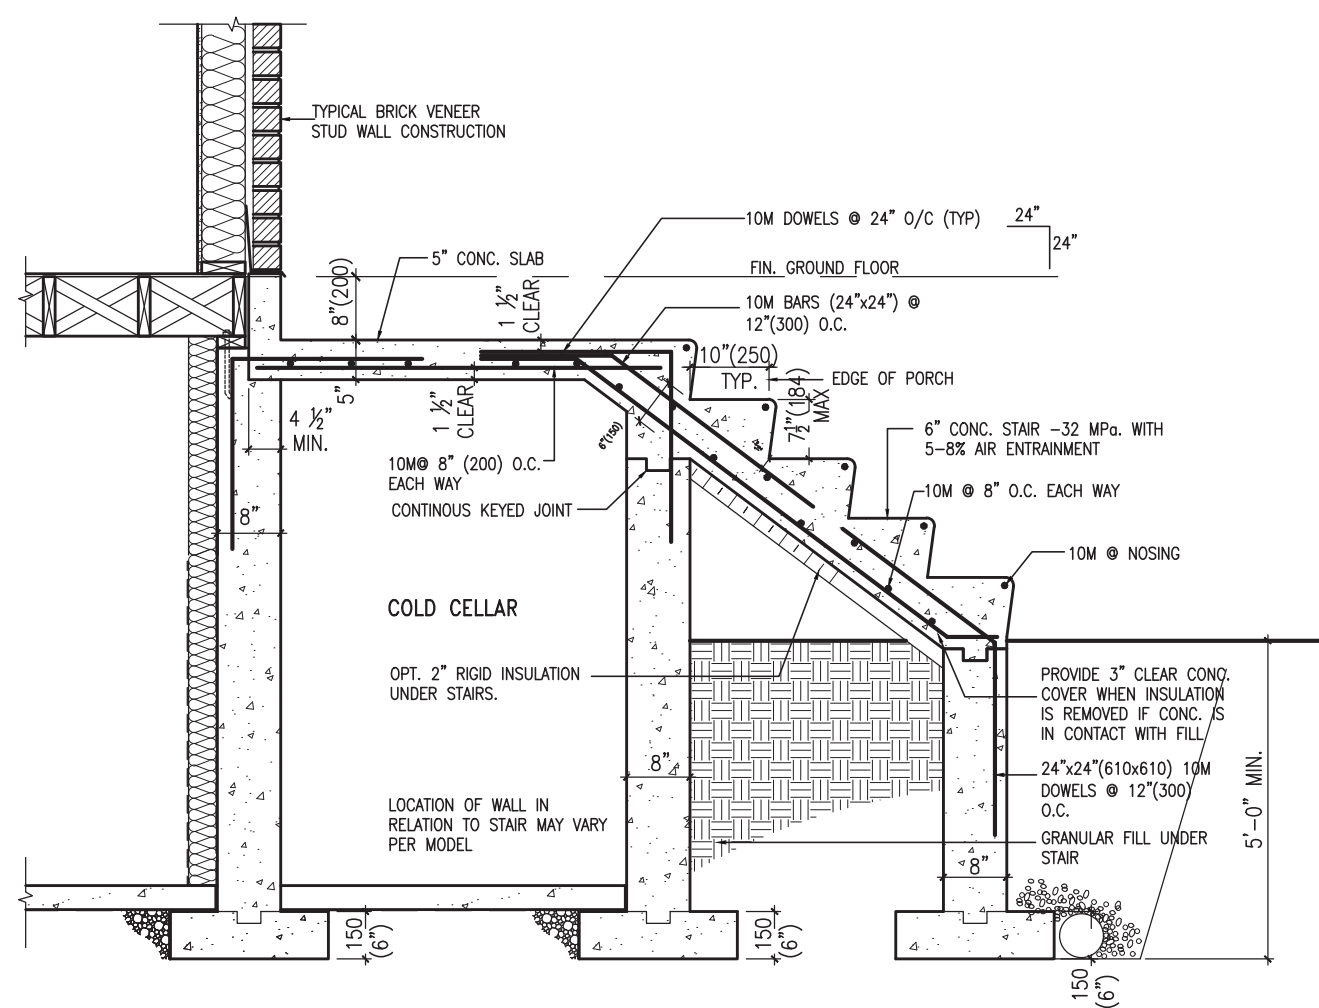 TYPICAL BRICK VENEER
STUD WALL CONSTRUCTION
10M DOWELS @ 24" O/C (TYP)
24"
24"
5" CONC. SLAB
FIN. GROUND FLOOR
8"(200)
1 ½"
CLEAR
10M BARS (24"x24") @
12"(300) O.C.
10"(250)
TYP.
EDGE OF PORCH
5"
1 ½"
CLEAR
7½"(184)
MAX
4 ½"
MIN.
6"(150)
6" CONC. STAIR -32 MPa. WITH
5-8% AIR ENTRAINMENT
10M@ 8" (200) O.C.
EACH WAY
CONTINOUS KEYED JOINT
10M @ 8" O.C. EACH WAY
8"
10M @ NOSING
COLD CELLAR
OPT. 2" RIGID INSULATION
UNDER STAIRS.
PROVIDE 3" CLEAR CONC.
COVER WHEN INSULATION
IS REMOVED IF CONC. IS
IN CONTACT WITH FILL
8"
24"x24"(610x610) 10M
DOWELS @ 12"(300)
O.C.
5'-0" MIN.
LOCATION OF WALL IN
RELATION TO STAIR MAY VARY
PER MODEL
GRANULAR FILL UNDER
STAIR
8"
150
(6")
150
(6")
150
(6")